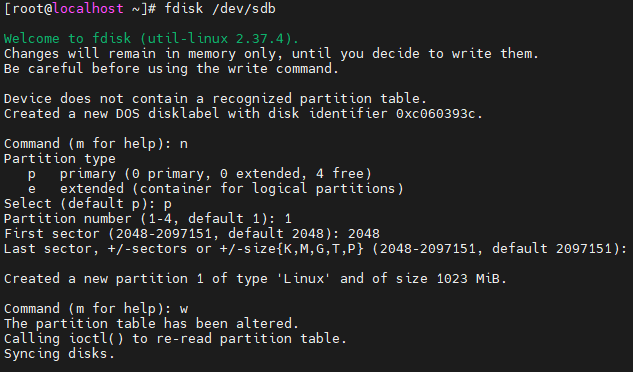 [root@localhost ~]# fdisk /dev/sdb
Welcome to fdisk (util-linux 2.37.4).
Changes will remain in memory only, until you decide to write them.
Be careful before using the write command.
Device does not contain a recognized partition table.
Created a new DOS disklabel with disk identifier 0xc060393c.
Command (m for help): n
Partition type
p   primary (0 primary, 0 extended, 4 free)
e   extended (container for logical partitions)
Select (default p): p
Partition number (1-4, default 1): 1
First sector (2048-2097151, default 2048): 2048
Last sector, +/-sectors or +/-size{K,M,G,T,P} (2048-2097151, default 2097151):
Created a new partition 1 of type 'Linux' and of size 1023 MiB.
Command (m for help): w
The partition table has been altered.
Calling ioctl() to re-read partition table.
Syncing disks.